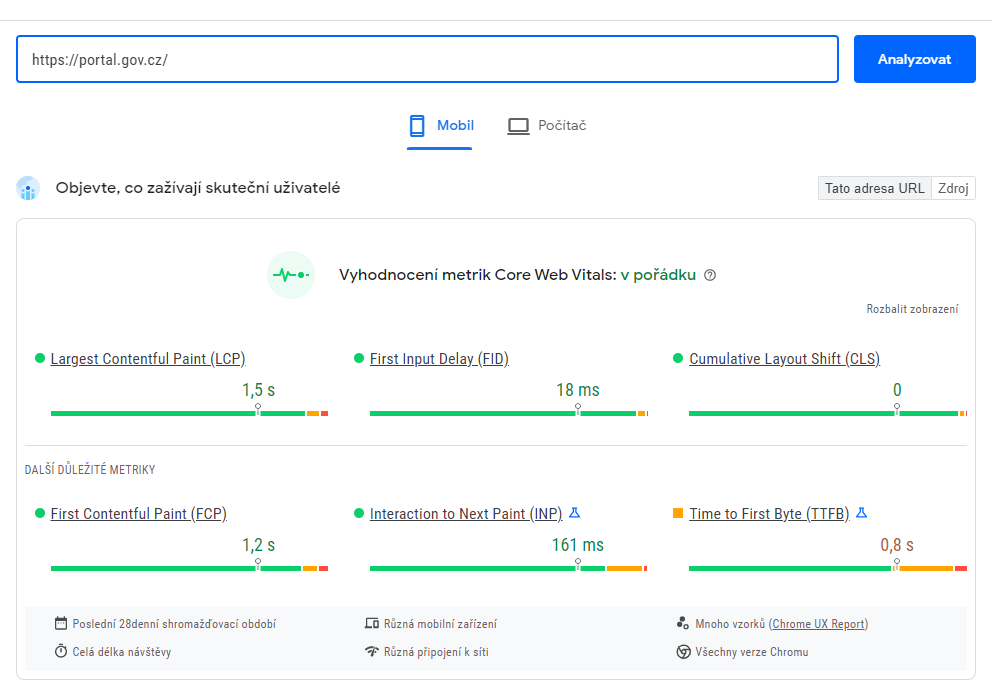 https://portal.gov.cz/
Analyzovat
Mobil
Počítač
Objevte, co zažívají skuteční uživatelé
Tato adresa URL
Zdroj
Vyhodnocení metrik Core Web Vitals: v pořádku
Rozbalit zobrazení
Largest Contentful Paint (LCP)
1,5 s
First Input Delay (FID)
18 ms
Cumulative Layout Shift (CLS)
0
DALŠÍ DŮLEŽITÉ METRIKY
First Contentful Paint (FCP)
1,2 s
Interaction to Next Paint (INP)
161 ms
Time to First Byte (TTFB)
0,8 s
Poslední 28denní shromažďovací období
Různá mobilní zařízení
Mnoho vzorků (Chrome UX Report)
Celá délka návštěvy
Různá připojení k síti
Všechny verze Chromu